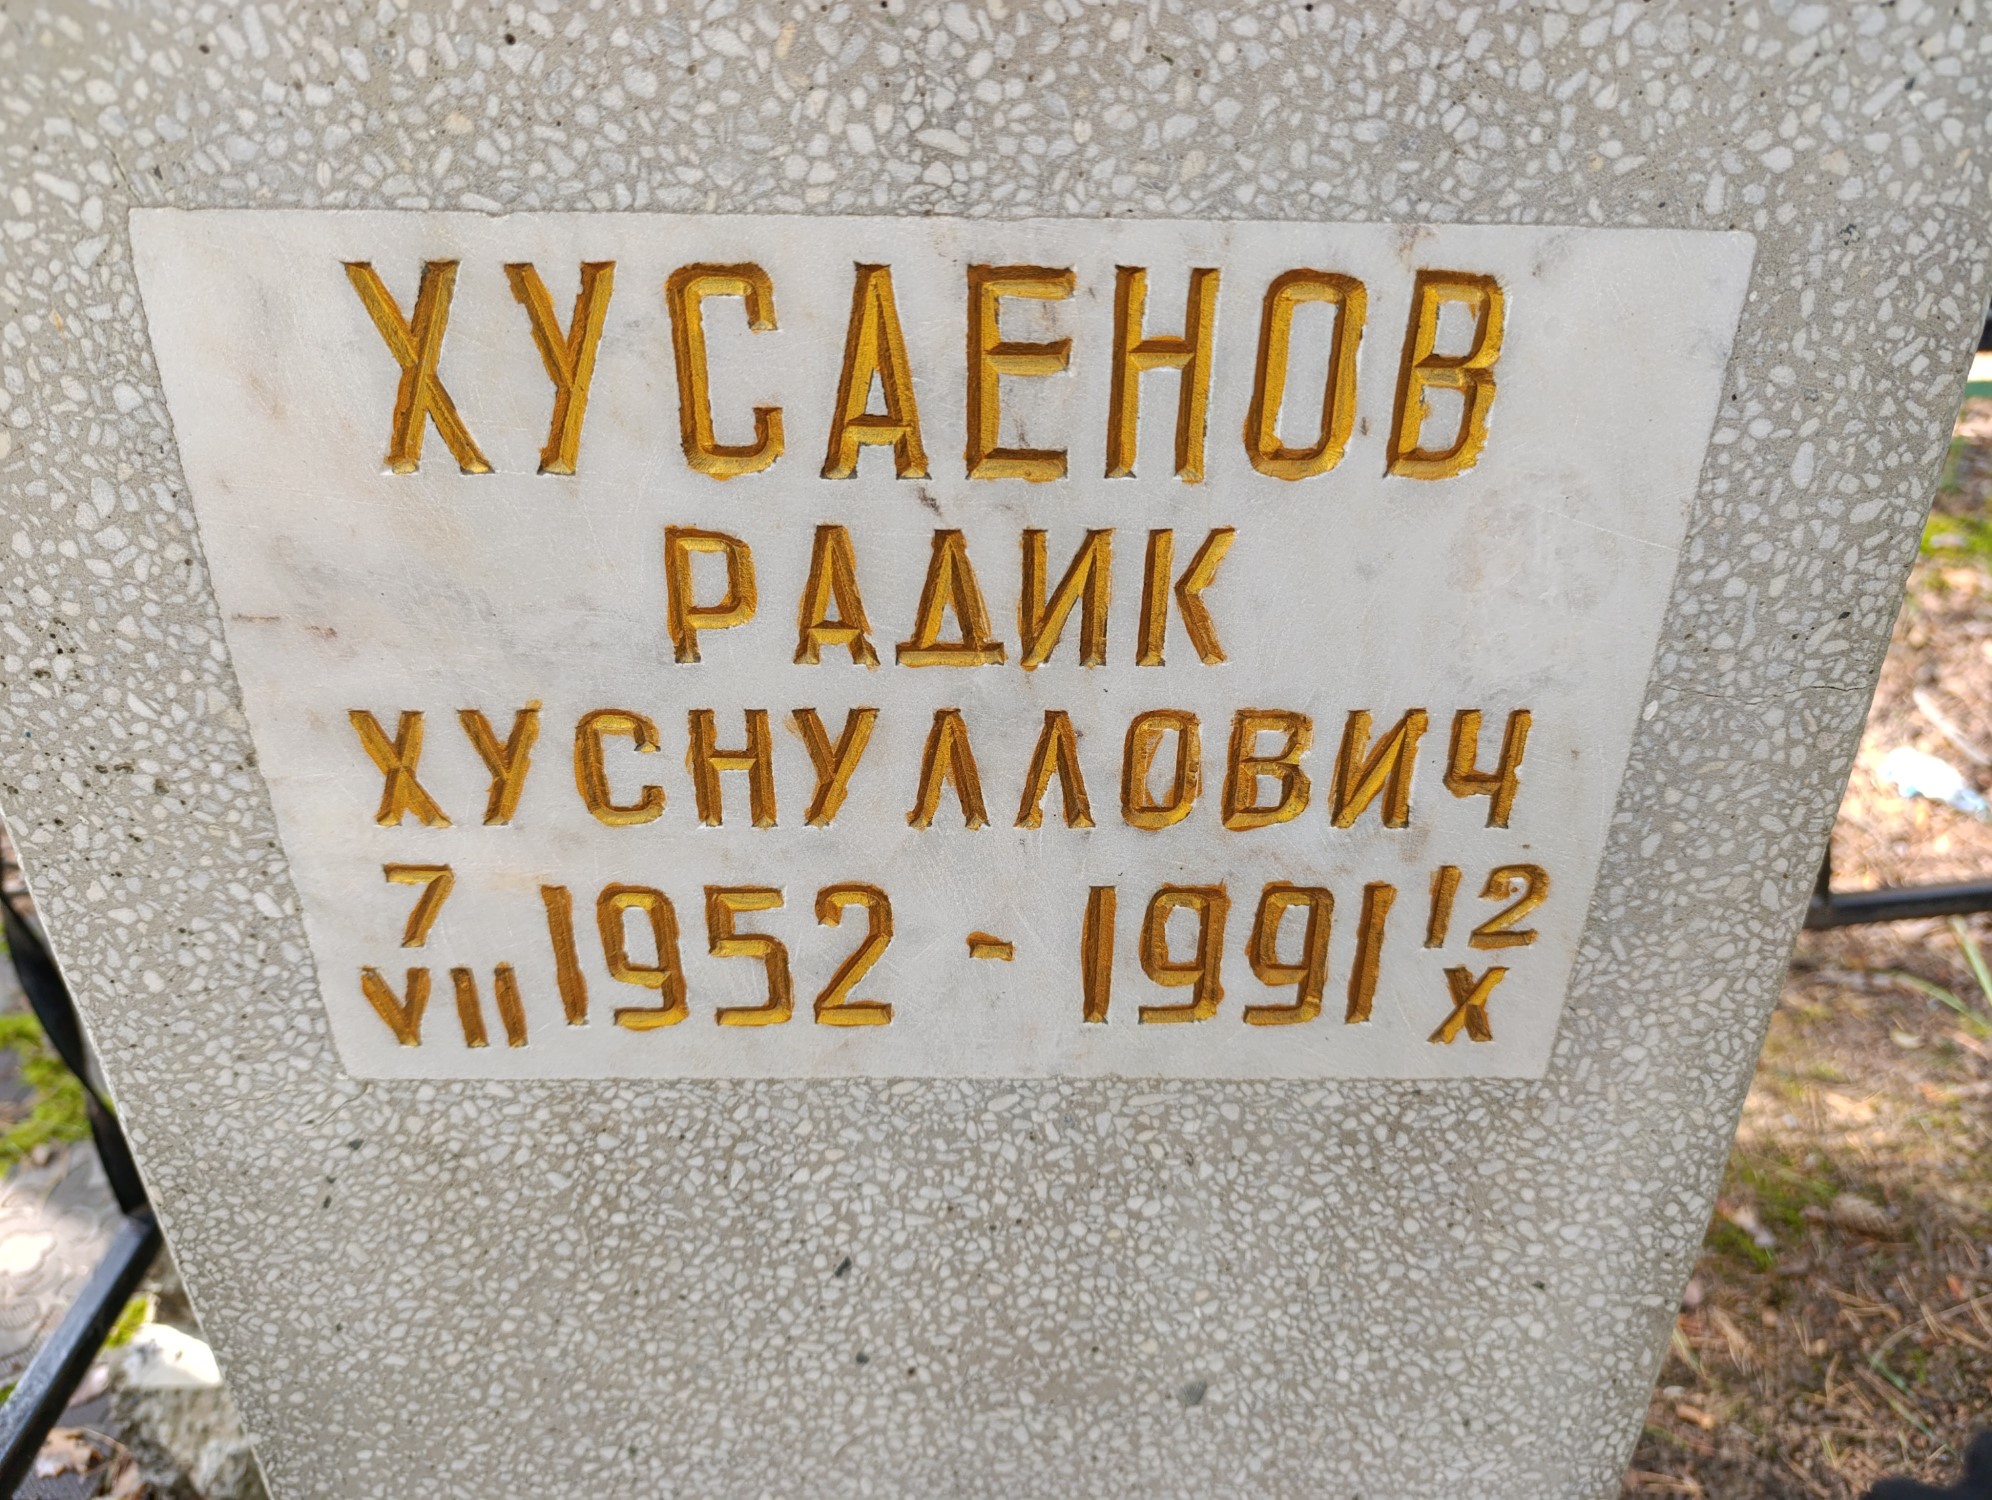 ХУСАЕНОВ
РАДИК
ХУСНУЛЛОВИЧ
7 VII 1952 - 1991 12 X